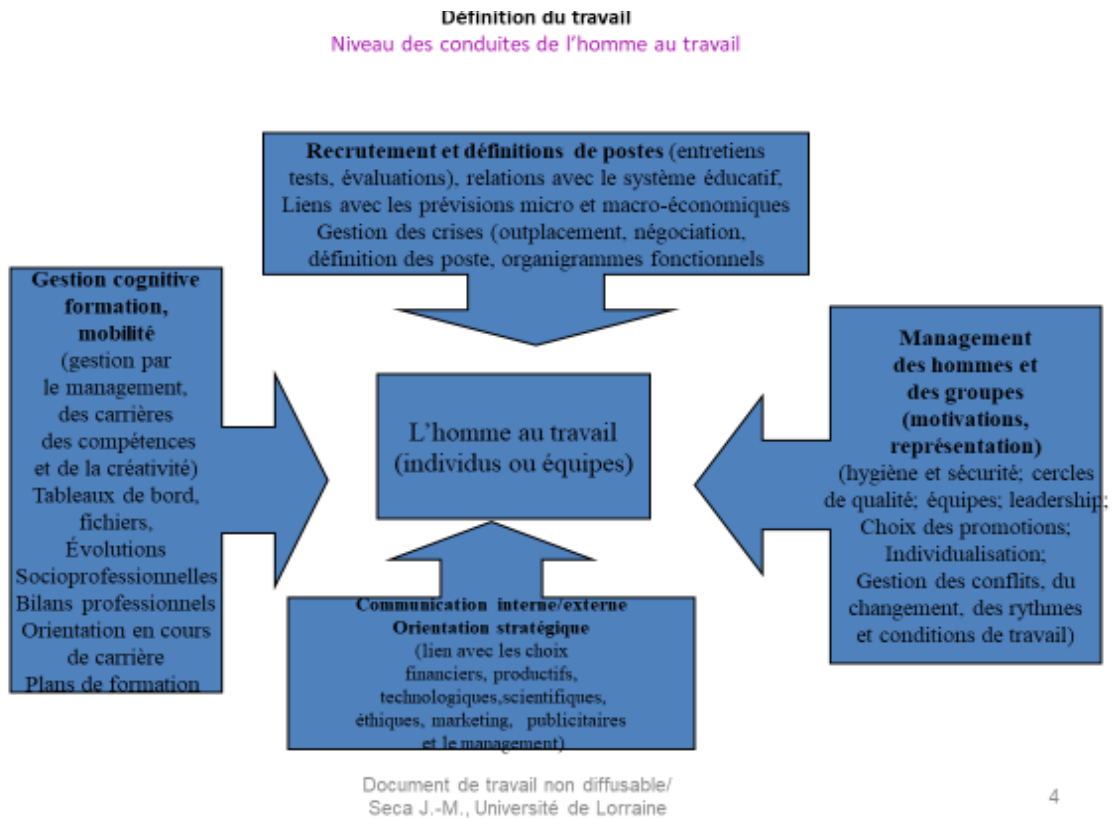 Définition du travail
Niveau des conduites de l'homme au travail
Recrutement et définitions de postes (entretiens
tests, évaluations), relations avec le système éducatif,
Liens avec les prévisions micro et macro-économiques
Gestion des crises (outplacement, négociation,
définition des poste, organigrammes fonctionnels
Gestion cognitive
formation,
mobilité
(gestion par
le management,
des carrières
des compétences
et de la créativité)
Tableaux de bord,
fichiers,
Évolutions
Socioprofessionnelles
Bilans professionnels
Orientation en cours
de carrière
Plans de formation
L'homme au travail
(individus ou équipes)
Management
des hommes et
des groupes
(motivations,
représentation)
(hygiène et sécurité; cercles
de qualité; équipes; leadership;
Choix des promotions;
Individualisation;
Gestion des conflits, du
changement, des rythmes
et conditions de travail)
Communication interne/externe
Orientation stratégique
(lien avec les choix
financiers, productifs,
technologiques,scientifiques,
éthiques, marketing, publicitaires
et le management)
Document de travail non diffusable/
Seca J.-M., Université de Lorraine
4